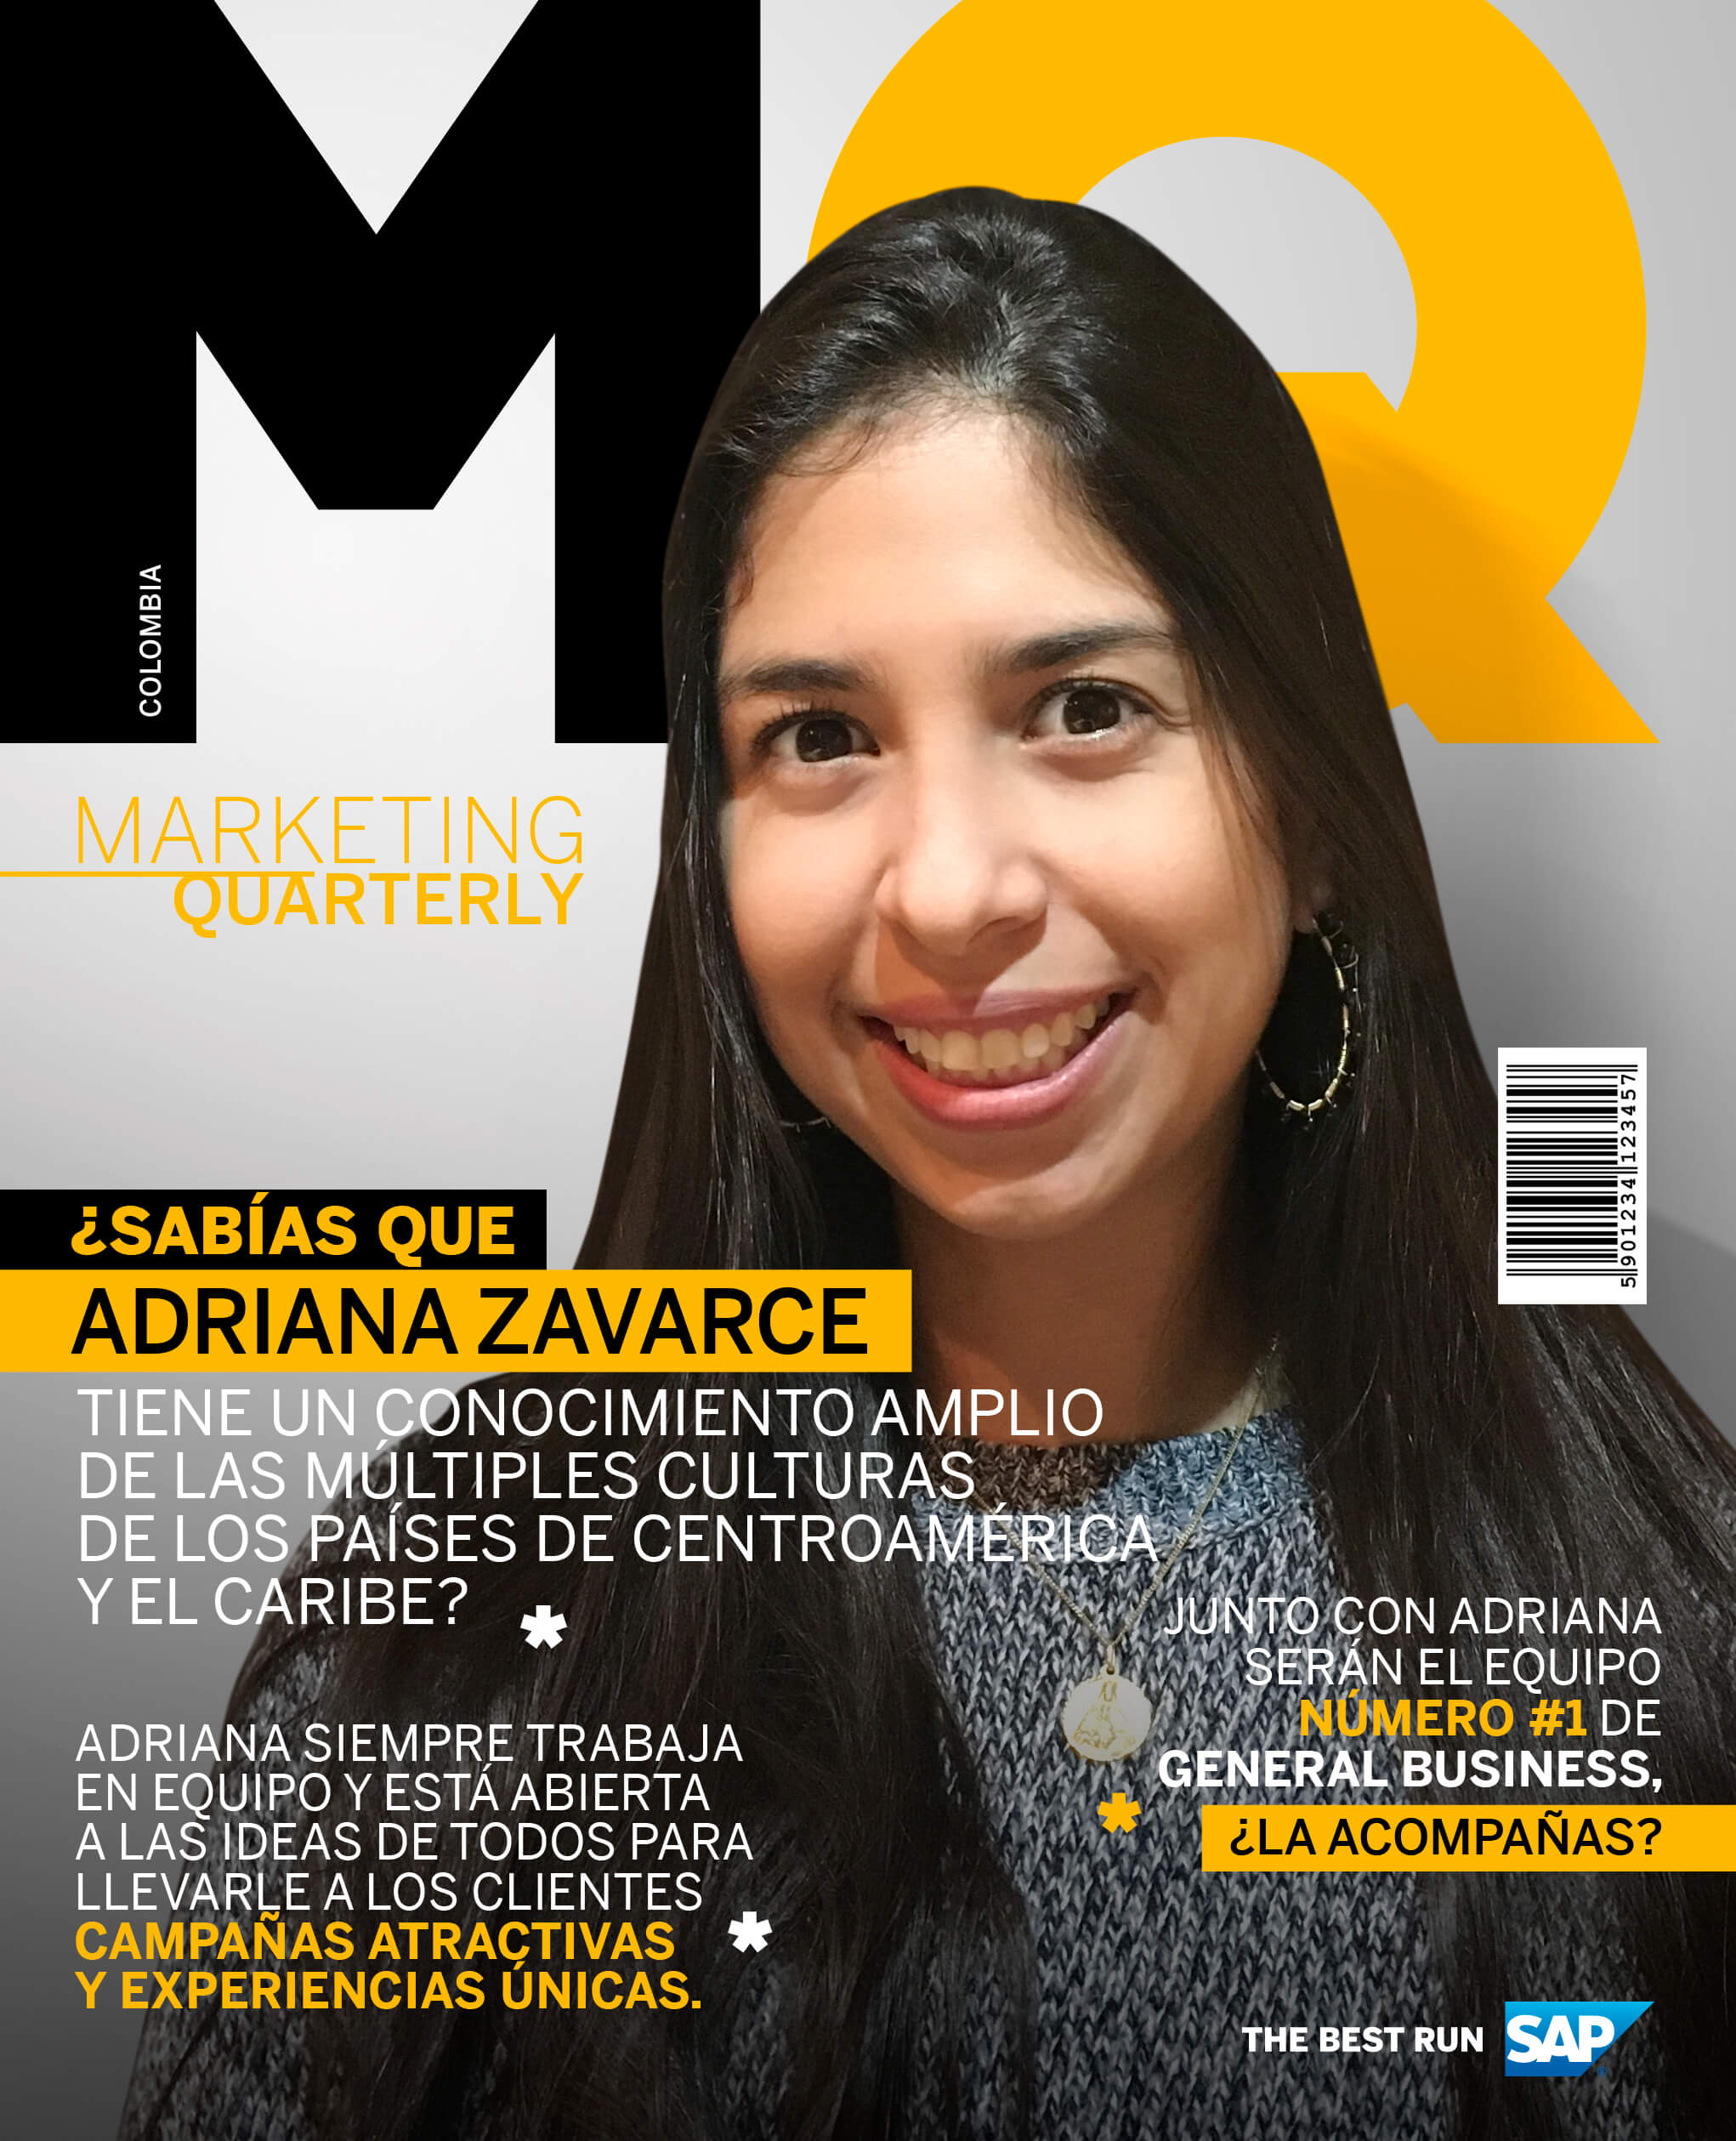 MQ
COLOMBIA
MARKETING
QUARTERLY
¿SABÍAS QUE
ADRIANA ZAVARCE
TIENE UN CONOCIMIENTO AMPLIO
DE LAS MÚLTIPLES CULTURAS
DE LOS PAÍSES DE CENTROAMÉRICA
Y EL CARIBE?
*
ADRIANA SIEMPRE TRABAJA
EN EQUIPO Y ESTÁ ABIERTA
A LAS IDEAS DE TODOS PARA
LLEVARLE A LOS CLIENTES
CAMPAÑAS ATRACTIVAS
Y EXPERIENCIAS ÚNICAS.
*
5 901234 123457
JUNTO CON ADRIANA
SERÁN EL EQUIPO
NÚMERO #1 DE
GENERAL BUSINESS,
*
¿LA ACOMPAÑAS?
THE BEST RUN SAP